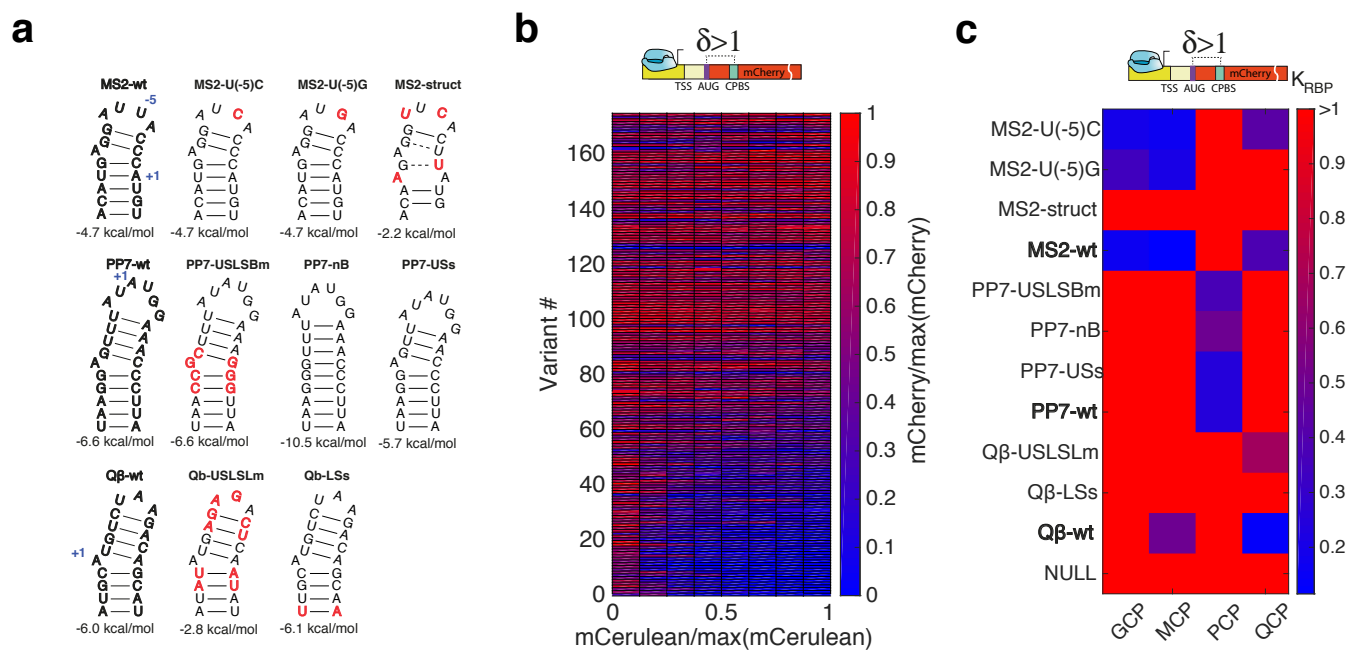 a
MS2-wt
MS2-U(-5)C
MS2-U(-5)G
MS2-struct
-5
+1
-4.7 kcal/mol
-4.7 kcal/mol
-4.7 kcal/mol
-2.2 kcal/mol
PP7-wt
PP7-USLSBm
PP7-nB
PP7-USs
+1
-6.6 kcal/mol
-6.6 kcal/mol
-10.5 kcal/mol
-5.7 kcal/mol
Qβ-wt
Qb-USLSLm
Qb-LSs
+1
-6.0 kcal/mol
-2.8 kcal/mol
-6.1 kcal/mol
b
δ>1
mCherry
TSS AUG CPBS
Variant #
160
140
120
100
80
60
40
20
0
0 0.5 1
mCerulean/max(mCerulean)
1
0.9
0.8
0.7
0.6
0.5
0.4
0.3
0.2
0.1
0
mCherry/max(mCherry)
c
δ>1
mCherry
TSS AUG CPBS
KRBP
MS2-U(-5)C
MS2-U(-5)G
MS2-struct
MS2-wt
PP7-USLSBm
PP7-nB
PP7-USs
PP7-wt
Qβ-USLSLm
Qβ-LSs
Qβ-wt
NULL
GCP
MCP
PCP
QCP
>1
0.9
0.8
0.7
0.6
0.5
0.4
0.3
0.2